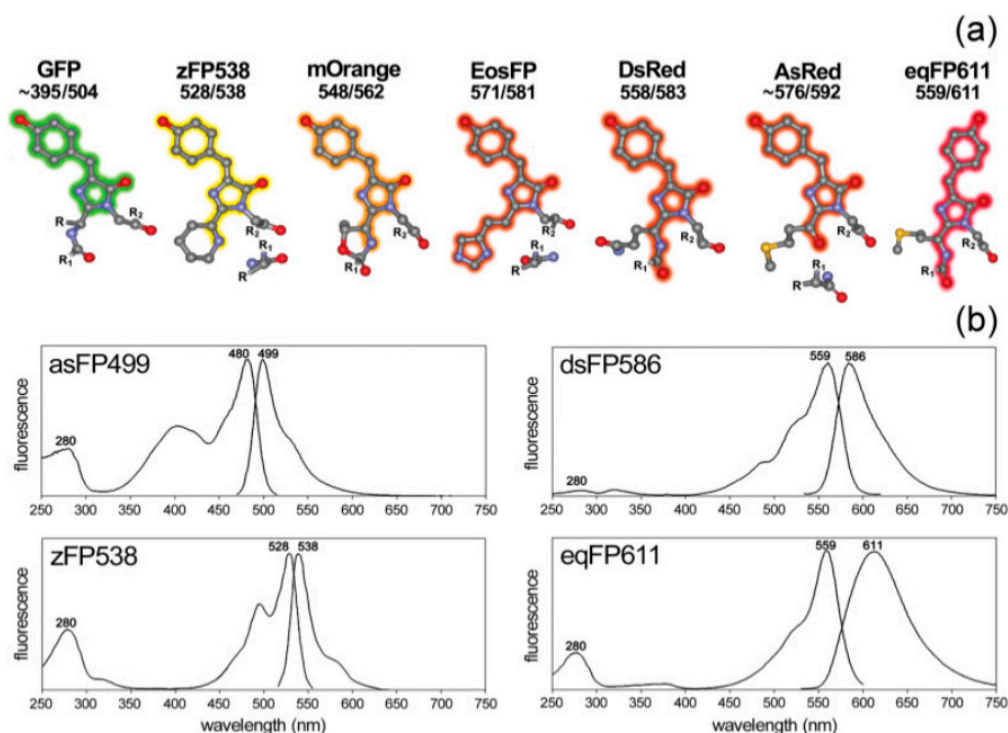 (a)
GFP zFP538 mOrange EosFP DsRed AsRed eqFP611
~395/504 528/538 548/562 571/581 558/583 ~576/592 559/611
R R₂ R₂ R₂ R₂ R₂ R₂ R₂
R₁ R₁ R R₁ R₁ R R₁ R₁ R R₁
(b)
asFP499 480 499 dsFP586 559 586
fluorescence 280 fluorescence 280
250 300 350 400 450 500 550 600 650 700 750 250 300 350 400 450 500 550 600 650 700 750
zFP538 528 538 eqFP611 559 611
fluorescence 280 fluorescence 280
250 300 350 400 450 500 550 600 650 700 750 250 300 350 400 450 500 550 600 650 700 750
wavelength (nm) wavelength (nm)